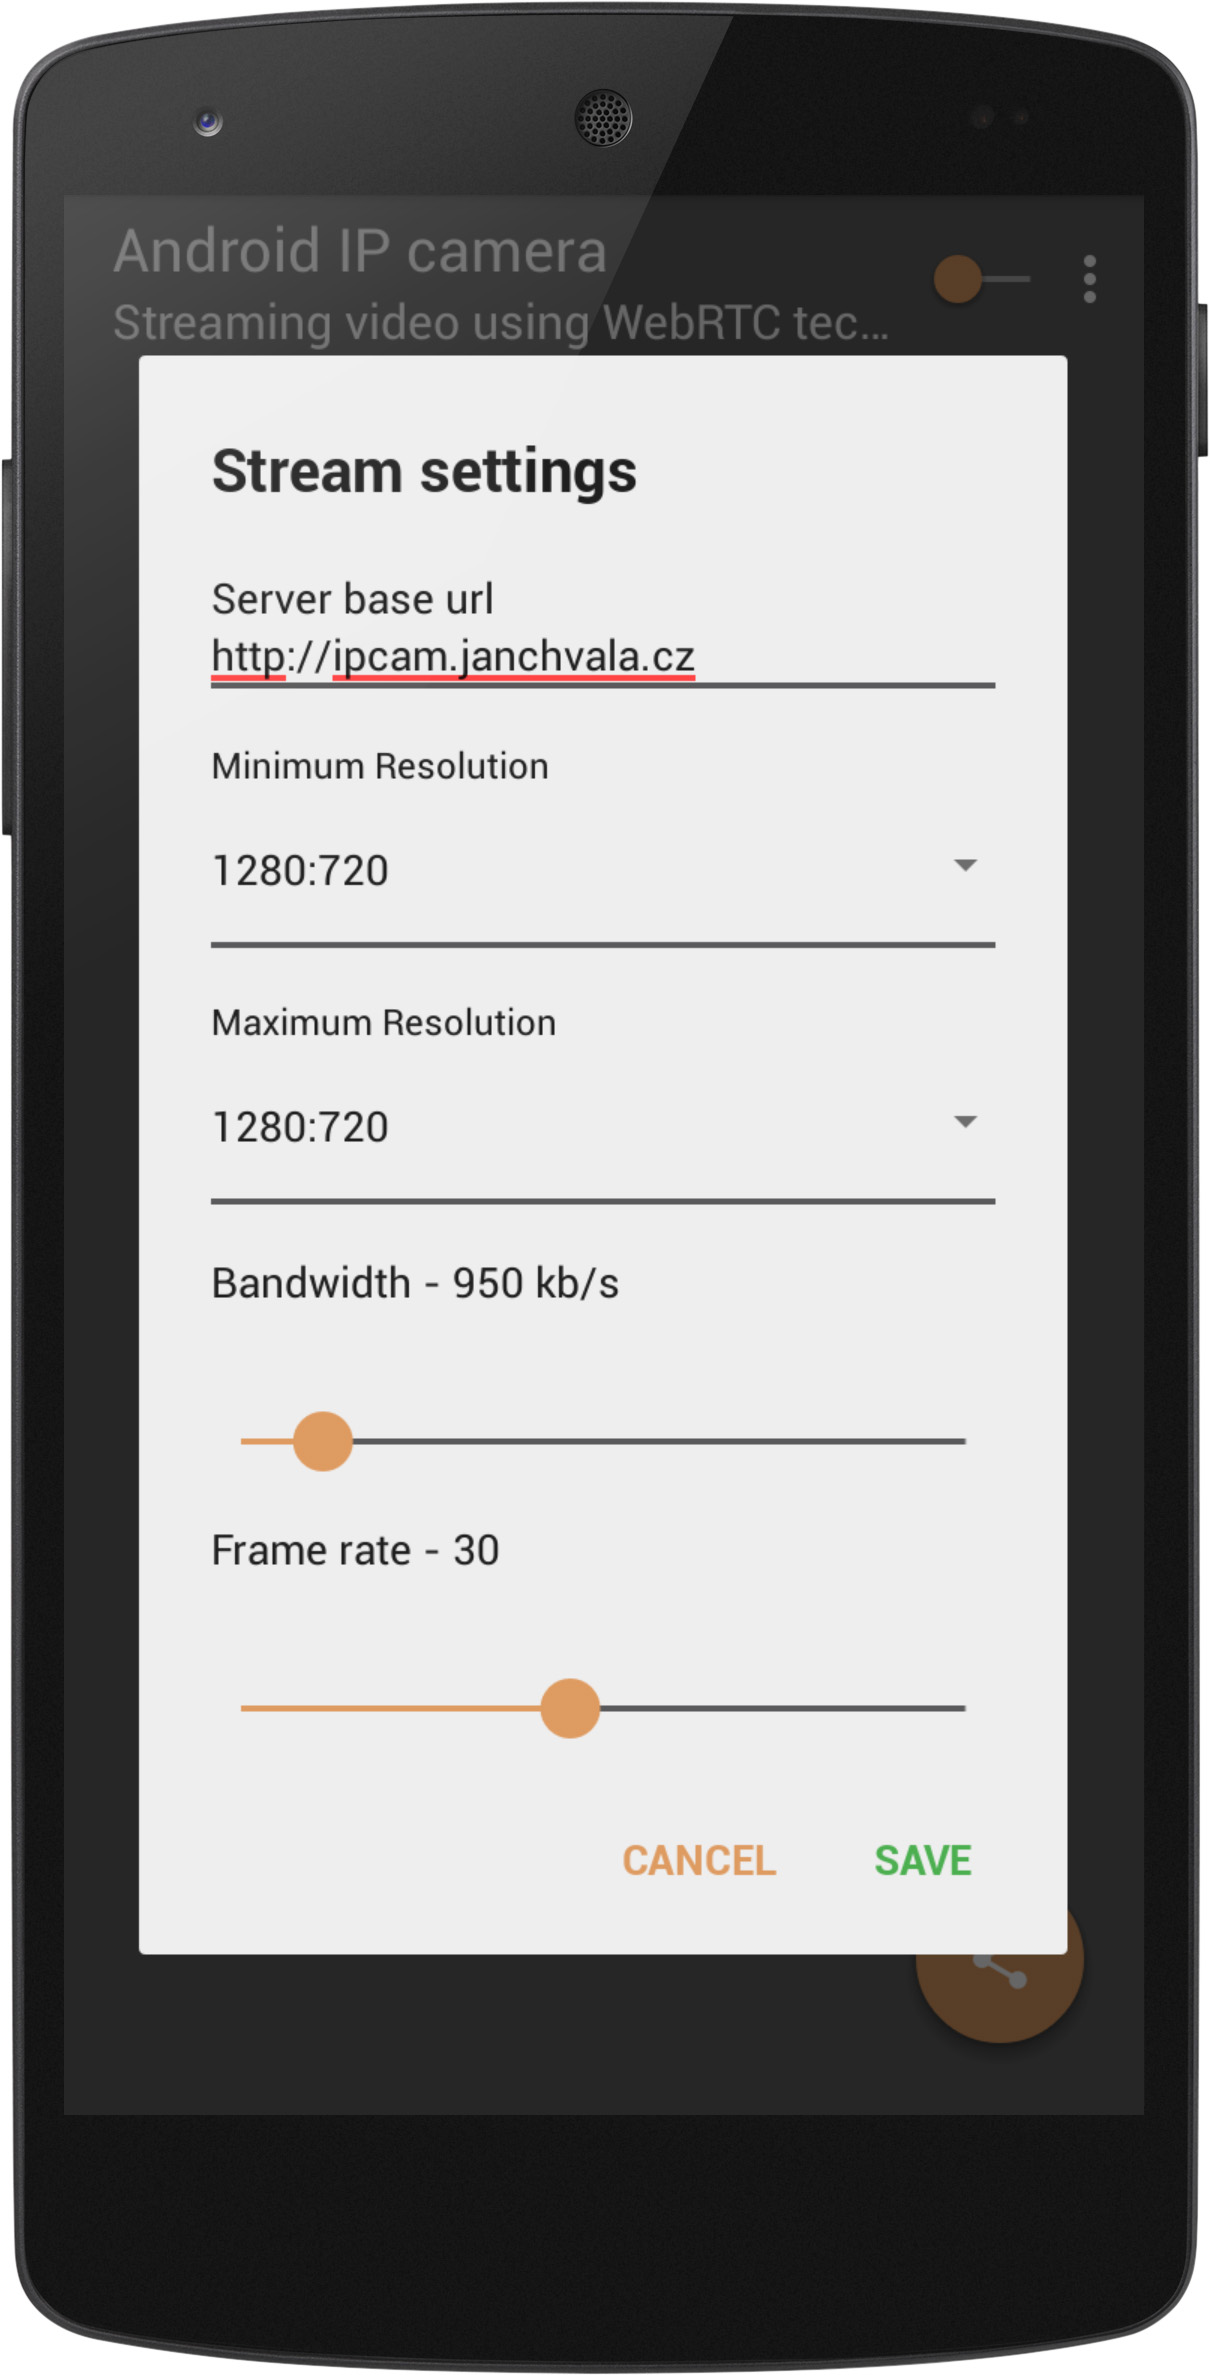 Android IP camera
Streaming video using WebRTC tec...
Stream settings
Server base url
http://ipcam.janchvala.cz
Minimum Resolution
1280:720
Maximum Resolution
1280:720
Bandwidth - 950 kb/s
Frame rate - 30
CANCEL SAVE